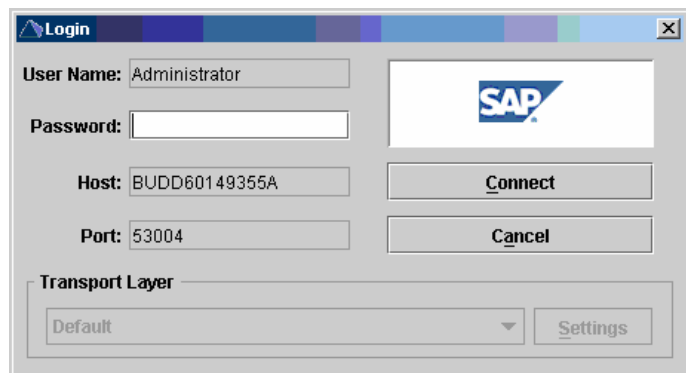 Login
User Name: Administrator
SAP
Password:
Host: BUDD60149355A
Connect
Port: 53004
Cancel
Transport Layer
Default
Settings